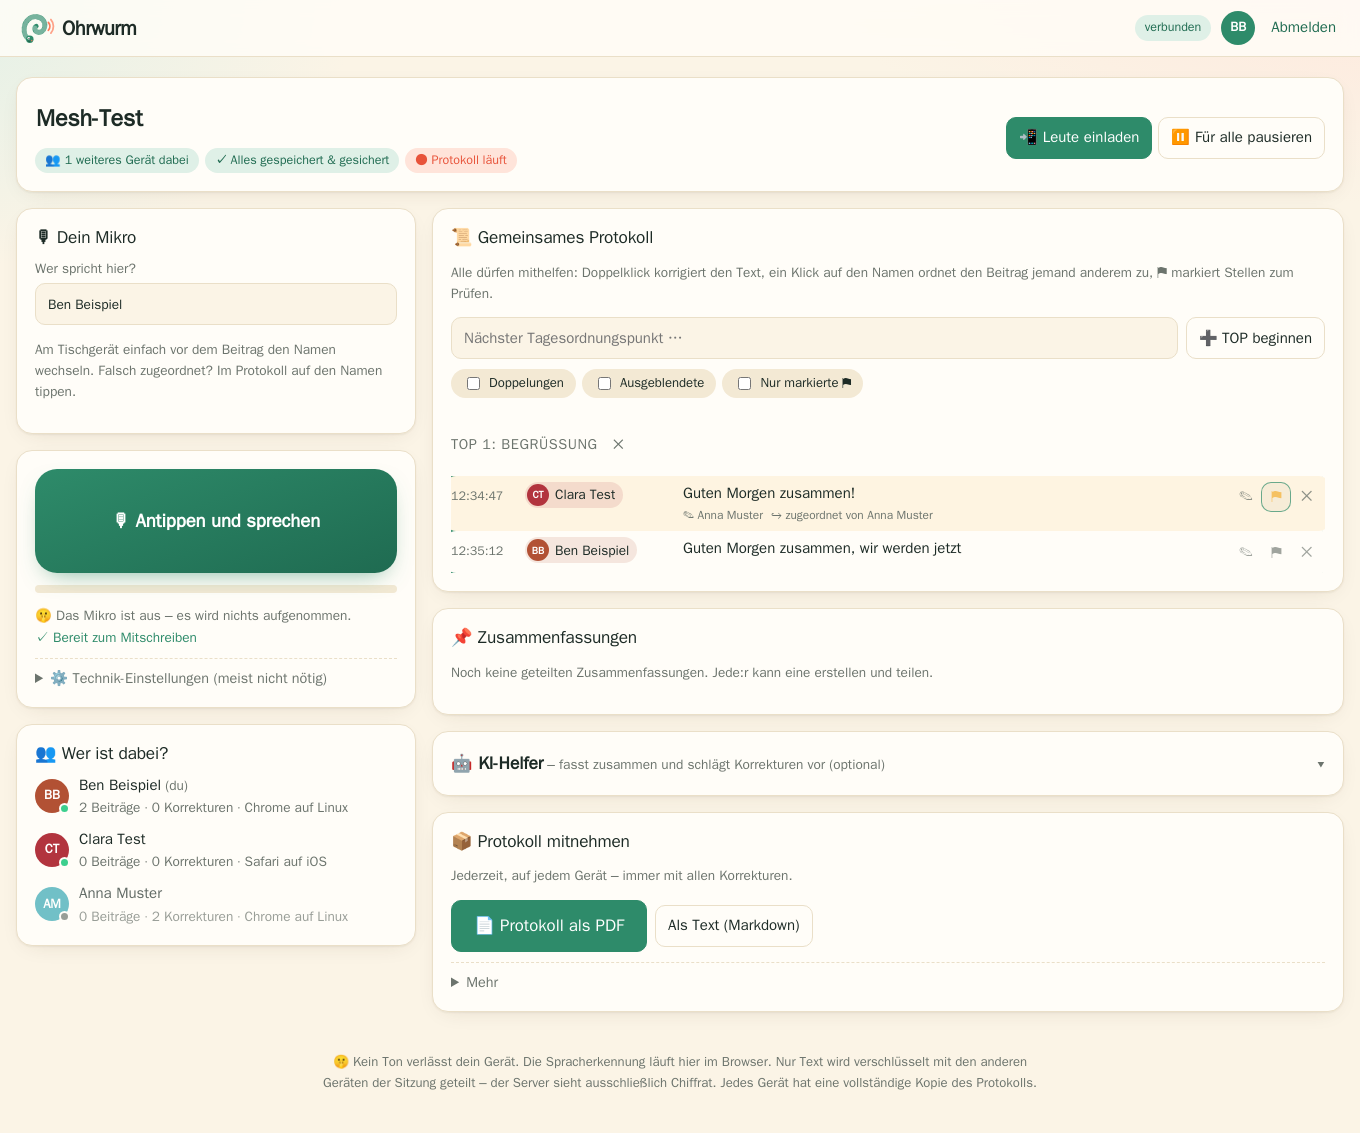 Ohrwurm
verbunden
BB
Abmelden
Mesh-Test
👥 1 weiteres Gerät dabei
✓ Alles gespeichert & gesichert
🔴 Protokoll läuft
📲 Leute einladen
⏸️ Für alle pausieren
🎙 Dein Mikro
Wer spricht hier?
Ben Beispiel
Am Tischgerät einfach vor dem Beitrag den Namen
wechseln. Falsch zugeordnet? Im Protokoll auf den Namen
tippen.
🎙 Antippen und sprechen
🤫 Das Mikro ist aus – es wird nichts aufgenommen.
✓ Bereit zum Mitschreiben
▶ ⚙️ Technik-Einstellungen (meist nicht nötig)
👥 Wer ist dabei?
BB
Ben Beispiel (du)
2 Beiträge · 0 Korrekturen · Chrome auf Linux
CT
Clara Test
0 Beiträge · 0 Korrekturen · Safari auf iOS
AM
Anna Muster
0 Beiträge · 2 Korrekturen · Chrome auf Linux
📜 Gemeinsames Protokoll
Alle dürfen mithelfen: Doppelklick korrigiert den Text, ein Klick auf den Namen ordnet den Beitrag jemand anderem zu, ⚑ markiert Stellen zum
Prüfen.
Nächster Tagesordnungspunkt …
➕ TOP beginnen
Doppelungen
Ausgeblendete
Nur markierte ⚑
TOP 1: BEGRÜSSUNG ✕
12:34:47
CT Clara Test
Guten Morgen zusammen!
✎ Anna Muster ↪ zugeordnet von Anna Muster
✎ ⚑ ✕
12:35:12
BB Ben Beispiel
Guten Morgen zusammen, wir werden jetzt
✎ ⚑ ✕
📌 Zusammenfassungen
Noch keine geteilten Zusammenfassungen. Jede:r kann eine erstellen und teilen.
🤖 KI-Helfer – fasst zusammen und schlägt Korrekturen vor (optional)
▾
📦 Protokoll mitnehmen
Jederzeit, auf jedem Gerät – immer mit allen Korrekturen.
📄 Protokoll als PDF
Als Text (Markdown)
▶ Mehr
🤫 Kein Ton verlässt dein Gerät. Die Spracherkennung läuft hier im Browser. Nur Text wird verschlüsselt mit den anderen
Geräten der Sitzung geteilt – der Server sieht ausschließlich Chiffrat. Jedes Gerät hat eine vollständige Kopie des Protokolls.